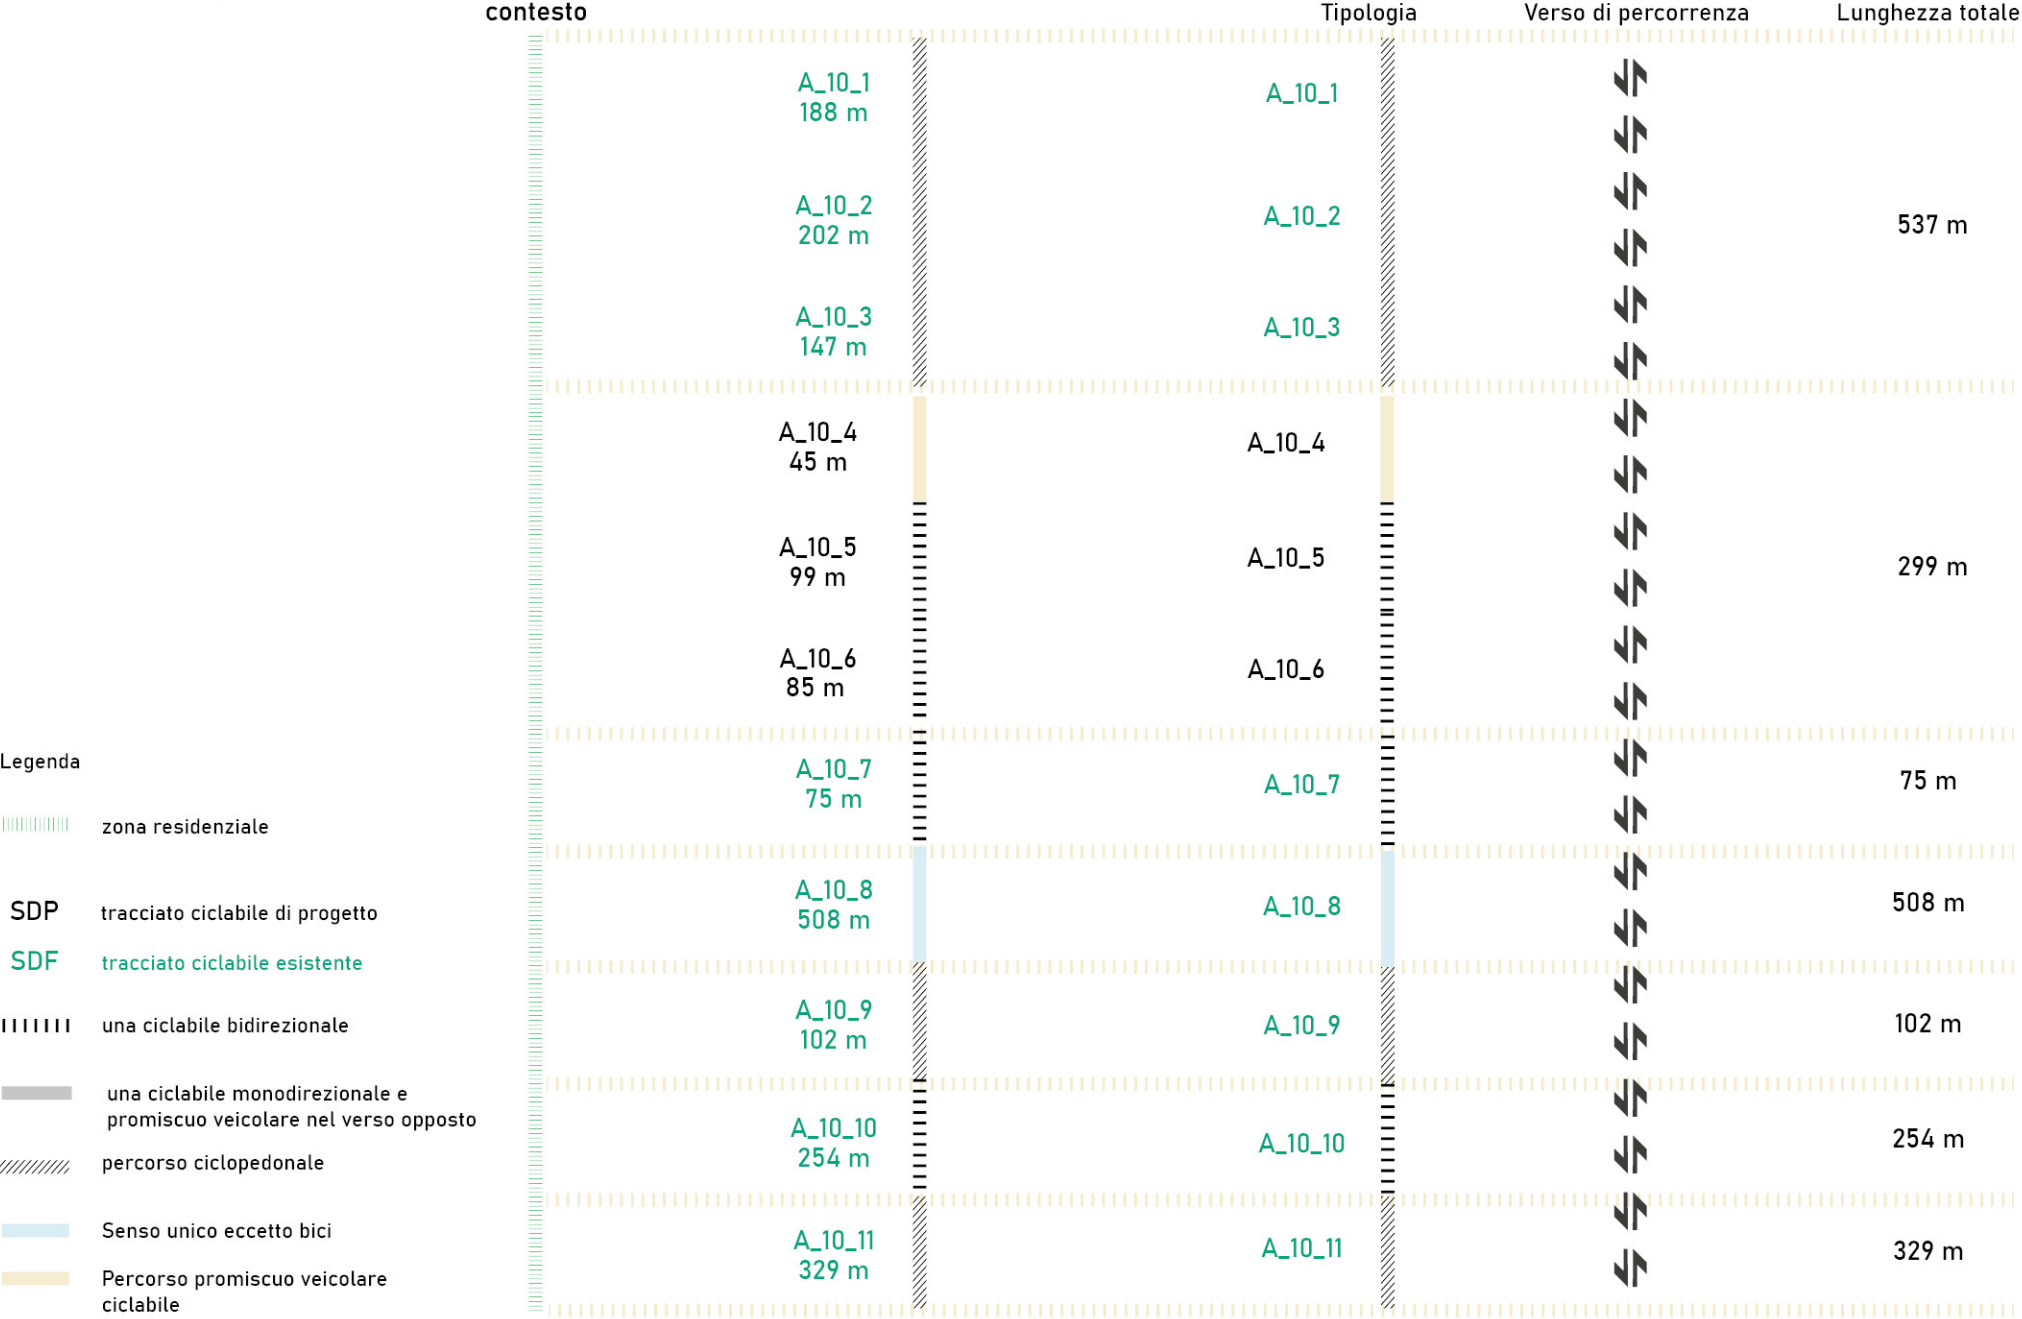 contesto
Tipologia
Verso di percorrenza
Lunghezza totale
A_10_1
188 m
A_10_1
A_10_2
202 m
A_10_2
537 m
A_10_3
147 m
A_10_3
A_10_4
45 m
A_10_4
A_10_5
99 m
A_10_5
299 m
A_10_6
85 m
A_10_6
A_10_7
75 m
A_10_7
75 m
A_10_8
508 m
A_10_8
508 m
A_10_9
102 m
A_10_9
102 m
A_10_10
254 m
A_10_10
254 m
A_10_11
329 m
A_10_11
329 m
Legenda
zona residenziale
SDP
tracciato ciclabile di progetto
SDF
tracciato ciclabile esistente
una ciclabile bidirezionale
una ciclabile monodirezionale e
promiscuo veicolare nel verso opposto
percorso ciclopedonale
Senso unico eccetto bici
Percorso promiscuo veicolare
ciclabile